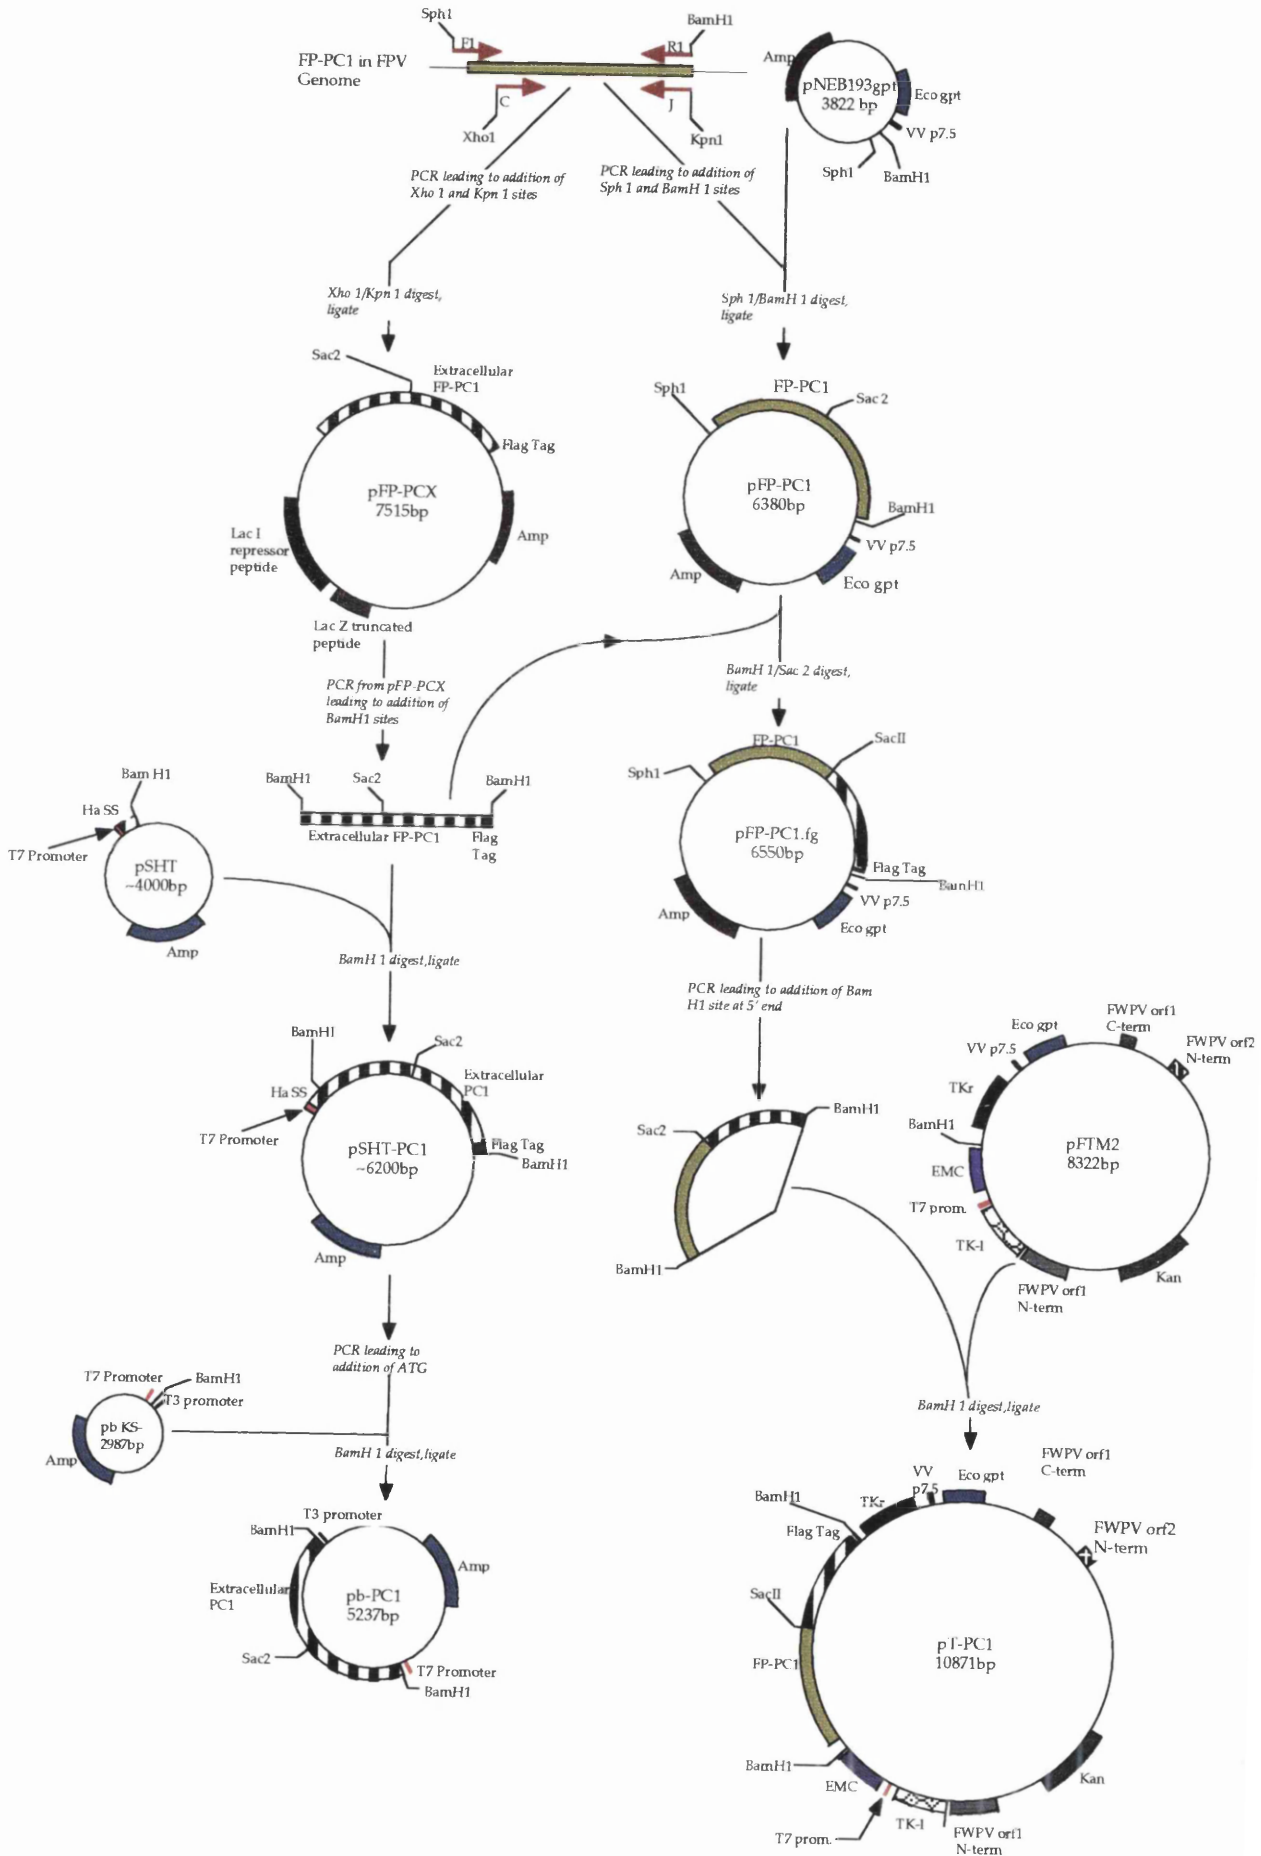 Sph1
F1
R1
BamH1
FP-PC1 in FPV
Genome
C
J
Xho1
Kpn1
Amp
pNEB193gpt
3822 bp
Eco gpt
VV p7.5
Sph1
BamH1
PCR leading to addition of
Xho 1 and Kpn 1 sites
PCR leading to addition of
Sph 1 and BamH 1 sites
Xho 1/Kpn 1 digest,
ligate
Sph 1/BamH 1 digest,
ligate
Sac2
Extracellular
FP-PC1
Flag Tag
pFP-PCX
7515bp
Lac I
repressor
peptide
Amp
Lac Z truncated
peptide
Sph1
FP-PC1
Sac 2
pFP-PC1
6380bp
BamH1
VV p7.5
Amp
Eco gpt
PCR from pFP-PCX
leading to addition of
BamH1 sites
BamH 1/Sac 2 digest,
ligate
BamH1
Sac2
BamH1
Extracellular FP-PC1
Flag
Tag
Bam H1
Ha SS
T7 Promoter
pSHT
~4000bp
Amp
BamH 1 digest,ligate
FP-PC1
SacII
Sph1
pFP-PC1.fg
6550bp
Flag Tag
BamH1
VV p7.5
Amp
Eco gpt
PCR leading to addition of Bam
H1 site at 5' end
BamH1
Sac2
Ha SS
Extracellular
PC1
T7 Promoter
pSHT-PC1
~6200bp
Flag Tag
BamH1
Amp
BamH1
Sac2
BamH1
Eco gpt
FWPV orf1
C-term
VV p7.5
FWPV orf2
N-term
TKr
BamH1
pFTM2
8322bp
EMC
T7 prom.
TK-l
Kan
FWPV orf1
N-term
PCR leading to
addition of ATG
T7 Promoter
BamH1
T3 promoter
pb KS-
2987bp
Amp
BamH 1 digest,ligate
BamH 1 digest,ligate
T3 promoter
BamH1
Amp
Extracellular
PC1
pb-PC1
5237bp
Sac2
T7 Promoter
BamH1
VV
p7.5
Eco gpt
FWPV orf1
C-term
BamH1
TKr
Flag Tag
FWPV orf2
N-term
SacII
FP-PC1
pT-PC1
10871bp
BamH1
EMC
Kan
T7 prom.
TK-l
FWPV orf1
N-term